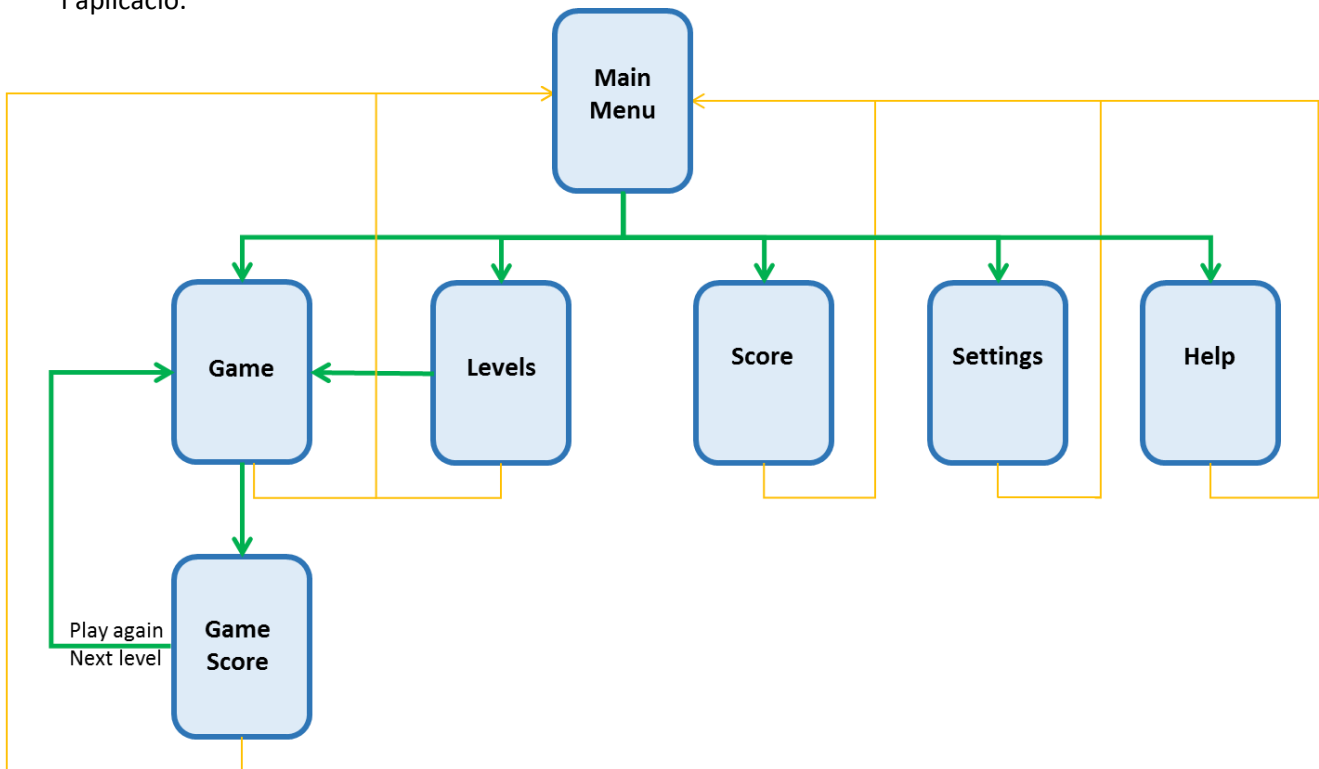 l'aplicació.
Main
Menu
Game
Levels
Score
Settings
Help
Play again
Next level
Game
Score